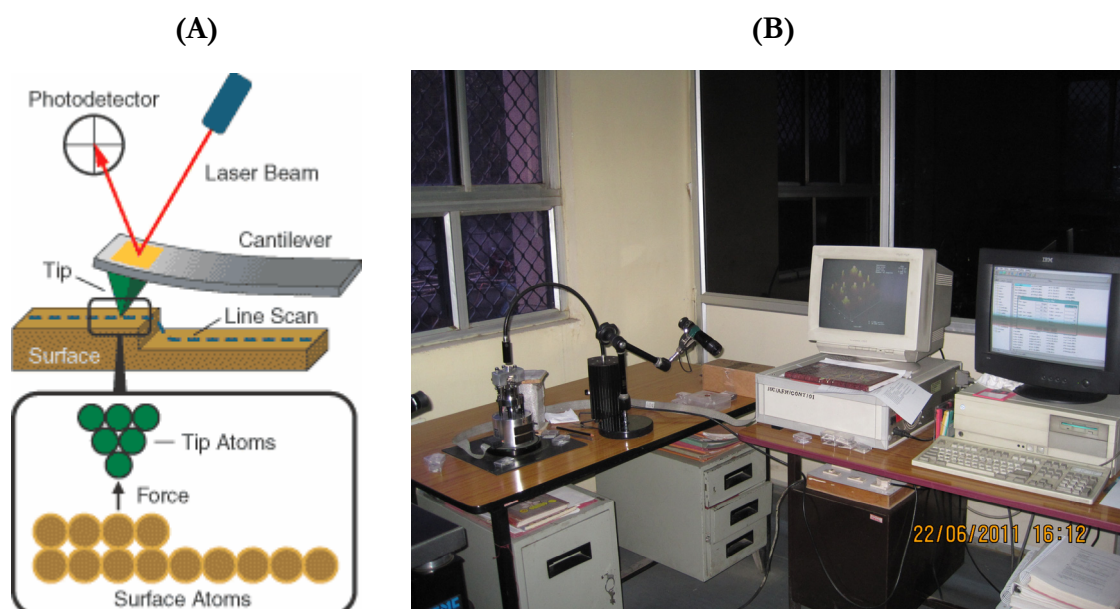 (A)
(B)
Photodetector
Laser Beam
Cantilever
Tip
Line Scan
Surface
Tip Atoms
Force
Surface Atoms
IBM
22/06/2011 16:12